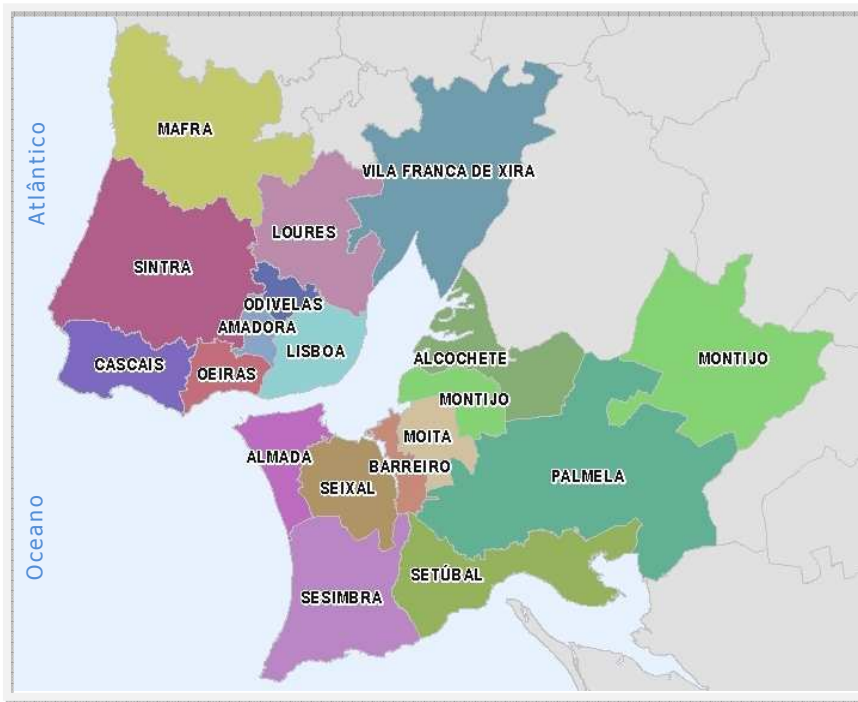 Atlântico
MAFRA
VILA FRANCA DE XIRA
LOURES
SINTRA
ODIVELAS
AMADORA
LISBOA
CASCAIS
OEIRAS
ALCOCHETE
MONTIJO
MONTIJO
MOITA
ALMADA
BARREIRO
SEIXAL
PALMELA
Oceano
SETÚBAL
SESIMBRA